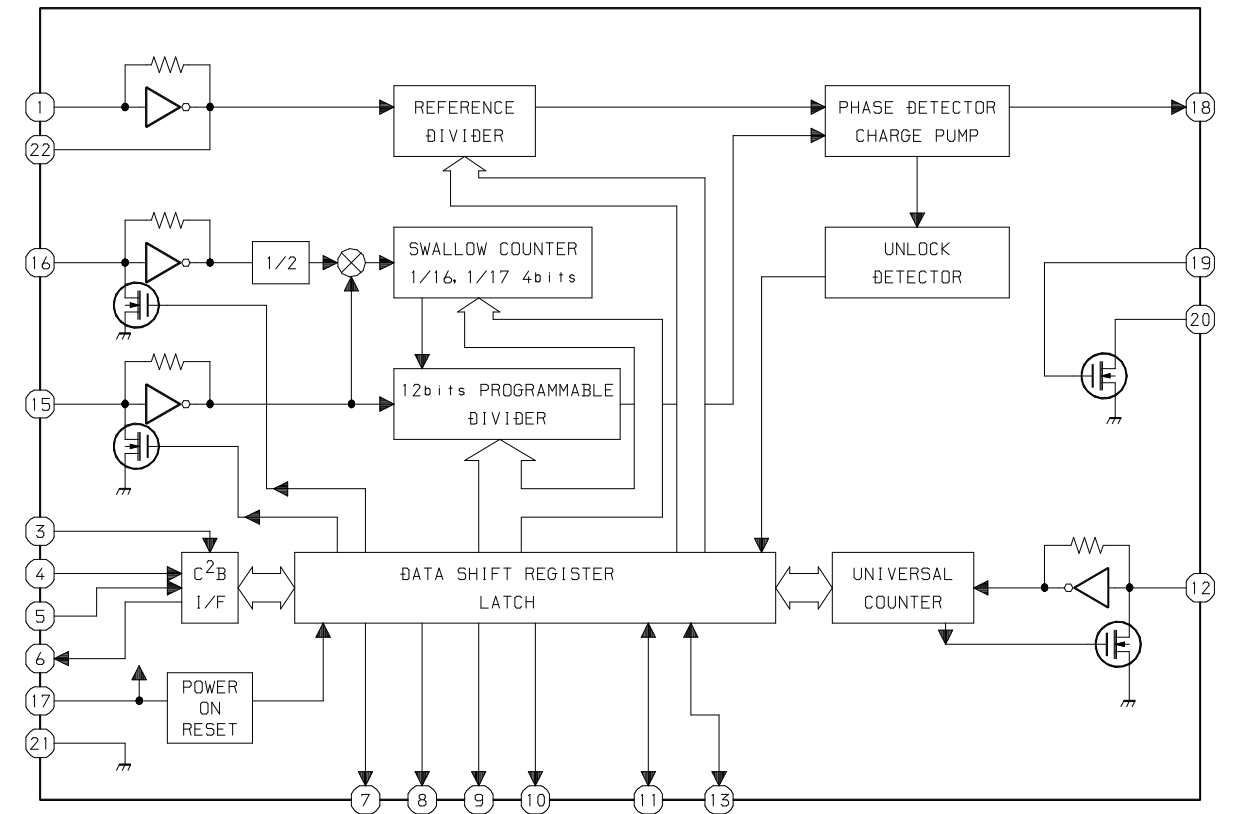 1
REFERENCE
DIVIDER
PHASE DETECTOR
CHARGE PUMP
18
22
16
1/2
SWALLOW COUNTER
1/16, 1/17 4bits
UNLOCK
DETECTOR
19
20
15
12bits PROGRAMMABLE
DIVIDER
3
4
C²B
I/F
DATA SHIFT REGISTER
LATCH
UNIVERSAL
COUNTER
12
5
6
17
POWER
ON
RESET
21
7
8
9
10
11
13